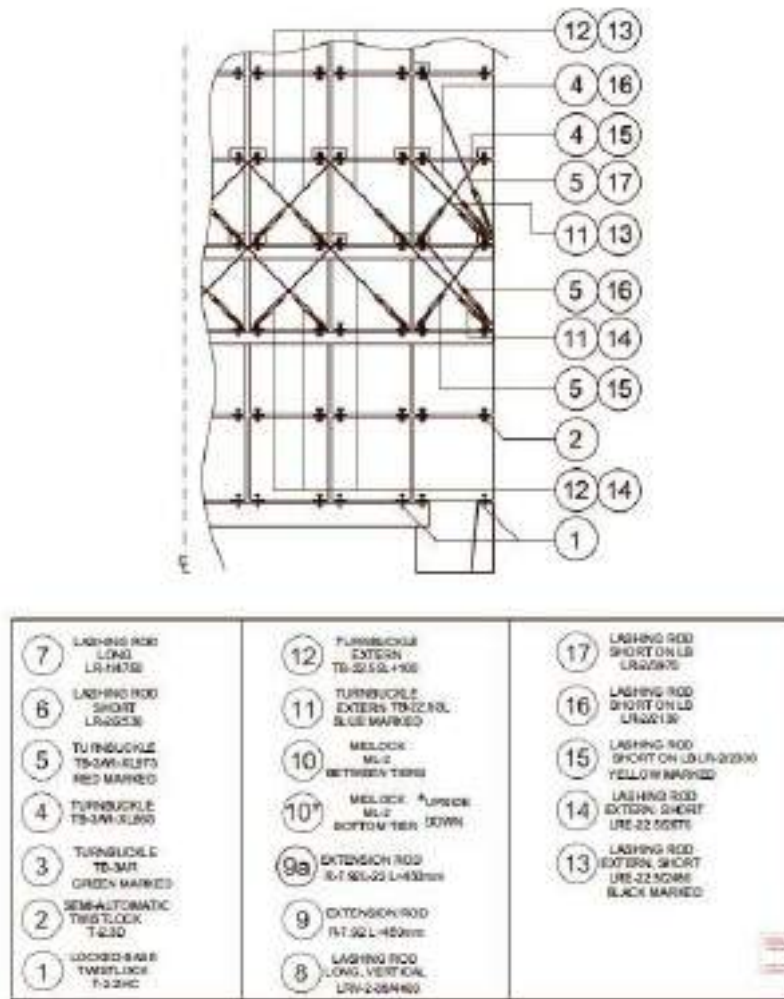 12 13
4 16
4 15
5 17
11 13
5 16
11 14
5 15
2
12 14
1
7 LASHING ROD
LONG
6 LASHING ROD
SHORT
5 TURNBUCKLE
RED MARKED
4 TURNBUCKLE
3 TURNBUCKLE
TB-3AR
GREEN MARKED
2 SEMI-AUTOMATIC
TWISTLOCK
1 LOCKED BASE
TWISTLOCK
12 TURNBUCKLE
EXTERN
11 TURNBUCKLE
BLUE MARKED
10 MIDLOCK
ML-2
BETWEEN TIERS
10* MIDLOCK *UPSIDE
ML-2 DOWN
BOTTOM TIER
9a EXTENSION ROD
9 EXTENSION ROD
8 LASHING ROD
LONG, VERTICAL
17 LASHING ROD
SHORT ON LB
16 LASHING ROD
SHORT ON LB
15 LASHING ROD
SHORT ON LB
YELLOW MARKED
14 LASHING ROD
EXTERN. SHORT
13 LASHING ROD
EXTERN. SHORT
BLACK MARKED